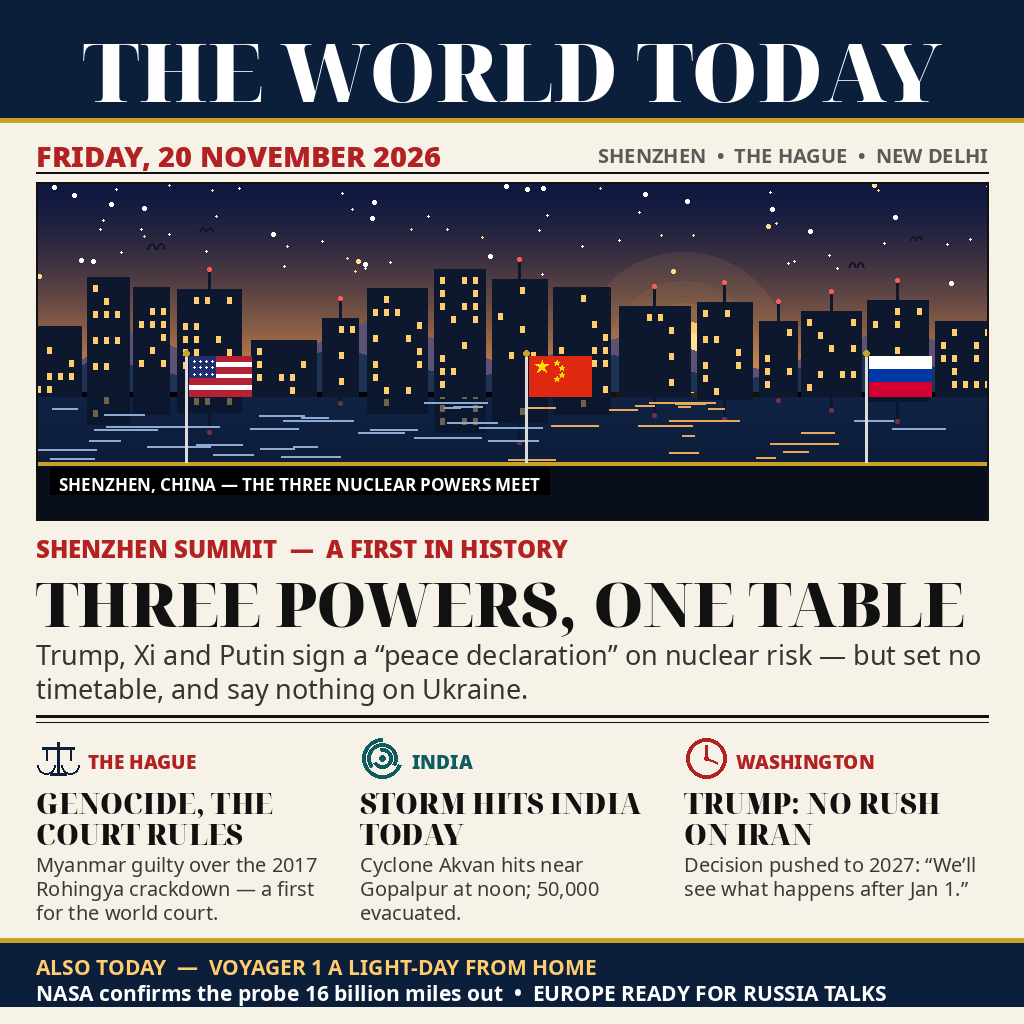 THE WORLD TODAY
FRIDAY, 20 NOVEMBER 2026
SHENZHEN • THE HAGUE • NEW DELHI
SHENZHEN, CHINA — THE THREE NUCLEAR POWERS MEET
SHENZHEN SUMMIT — A FIRST IN HISTORY
THREE POWERS, ONE TABLE
Trump, Xi and Putin sign a “peace declaration” on nuclear risk — but set no
timetable, and say nothing on Ukraine.
THE HAGUE
GENOCIDE, THE
COURT RULES
Myanmar guilty over the 2017
Rohingya crackdown — a first
for the world court.
INDIA
STORM HITS INDIA
TODAY
Cyclone Akvan hits near
Gopalpur at noon; 50,000
evacuated.
WASHINGTON
TRUMP: NO RUSH
ON IRAN
Decision pushed to 2027: “We’ll
see what happens after Jan 1.”
ALSO TODAY — VOYAGER 1 A LIGHT-DAY FROM HOME
NASA confirms the probe 16 billion miles out • EUROPE READY FOR RUSSIA TALKS